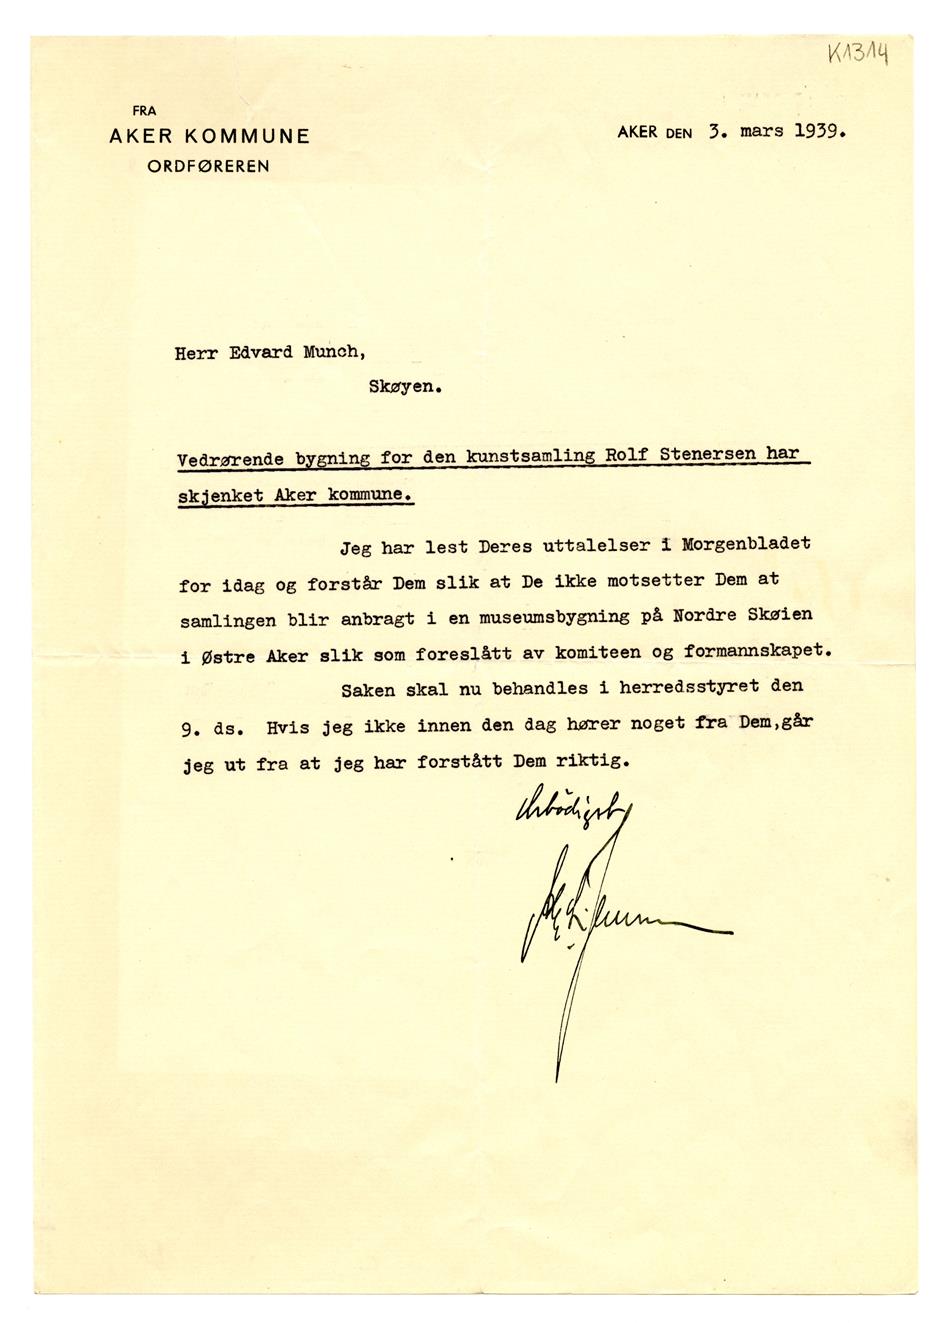 K1314
FRA
AKER KOMMUNE
ORDFØREREN
AKER DEN 3. mars 1939.
Herr Edvard Munch,
Skøyen.
Vedrørende bygning for den kunstsamling Rolf Stenersen har
skjenket Aker kommune.
Jeg har lest Deres uttalelser i Morgenbladet
for idag og forstår Dem slik at De ikke motsetter Dem at
samlingen blir anbragt i en museumsbygning på Nordre Skøien
i Østre Aker slik som foreslått av komiteen og formannskapet.
Saken skal nu behandles i herredsstyret den
9. ds. Hvis jeg ikke innen den dag hører noget fra Dem,går
jeg ut fra at jeg har forstått Dem riktig.
Ærbödigst